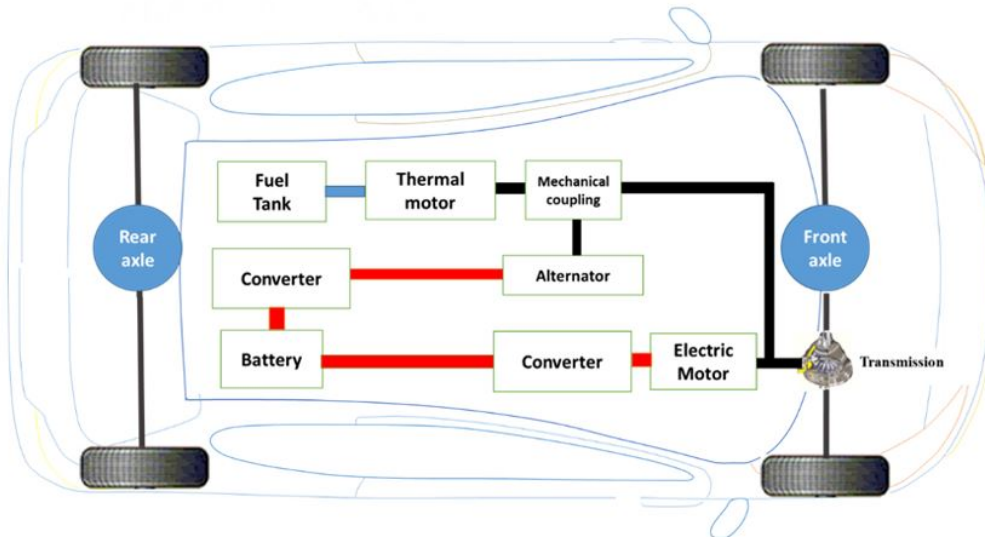 Fuel
Tank
Thermal
motor
Mechanical
coupling
Rear
axle
Front
axle
Converter
Alternator
Battery
Converter
Electric
Motor
Transmission